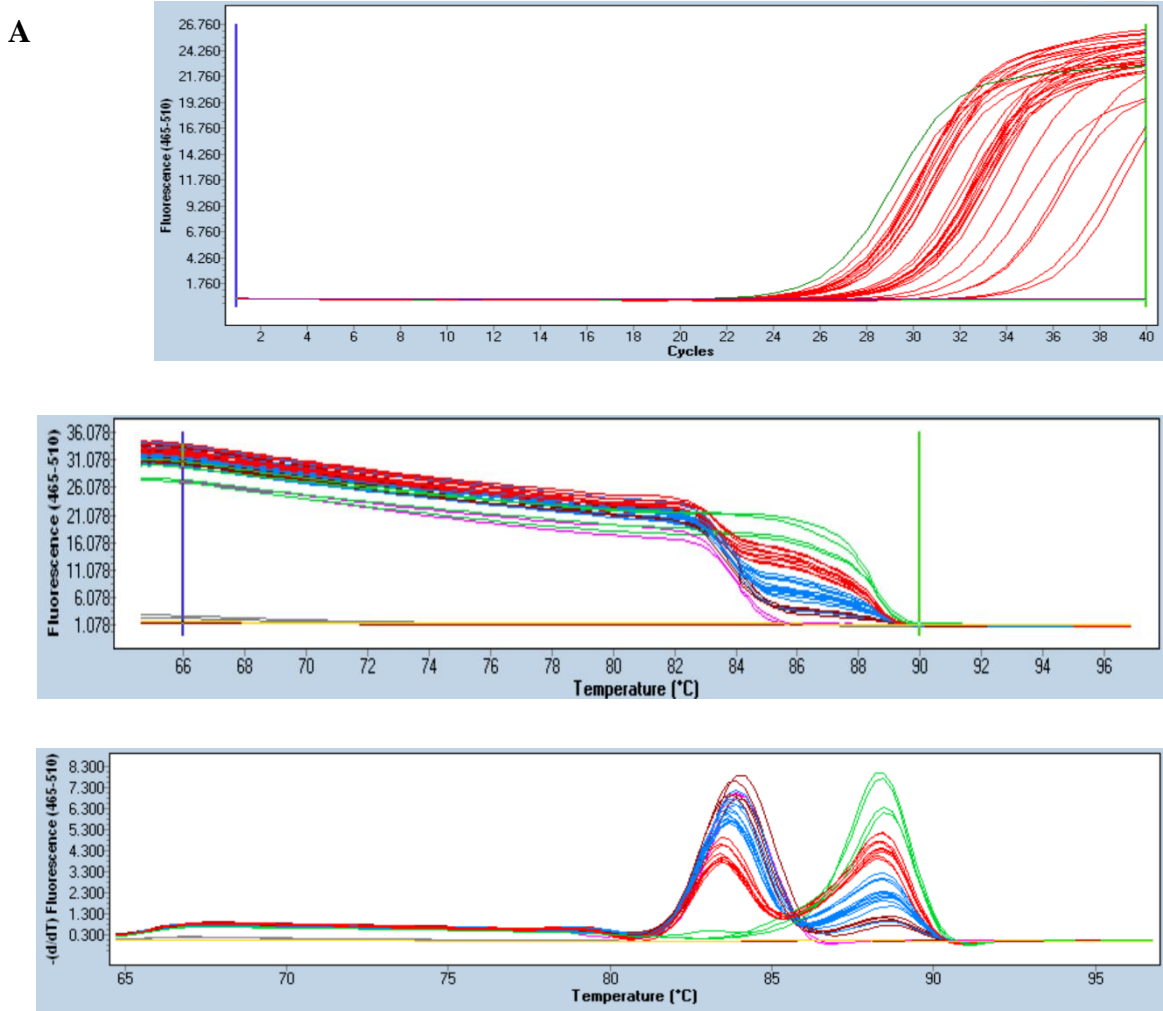 A
26.760
24.260
21.760
19.260
16.760
14.260
11.760
9.260
6.760
4.260
1.760
Fluorescence (465-510)
2 4 6 8 10 12 14 16 18 20 22 24 26 28 30 32 34 36 38 40
Cycles
36.078
31.078
26.078
21.078
16.078
11.078
6.078
1.078
Fluorescence (465-510)
66 68 70 72 74 76 78 80 82 84 86 88 90 92 94 96
Temperature (°C)
8.300
7.300
6.300
5.300
4.300
3.300
2.300
1.300
0.300
-(d/dT) Fluorescence (465-510)
65 70 75 80 85 90 95
Temperature (°C)